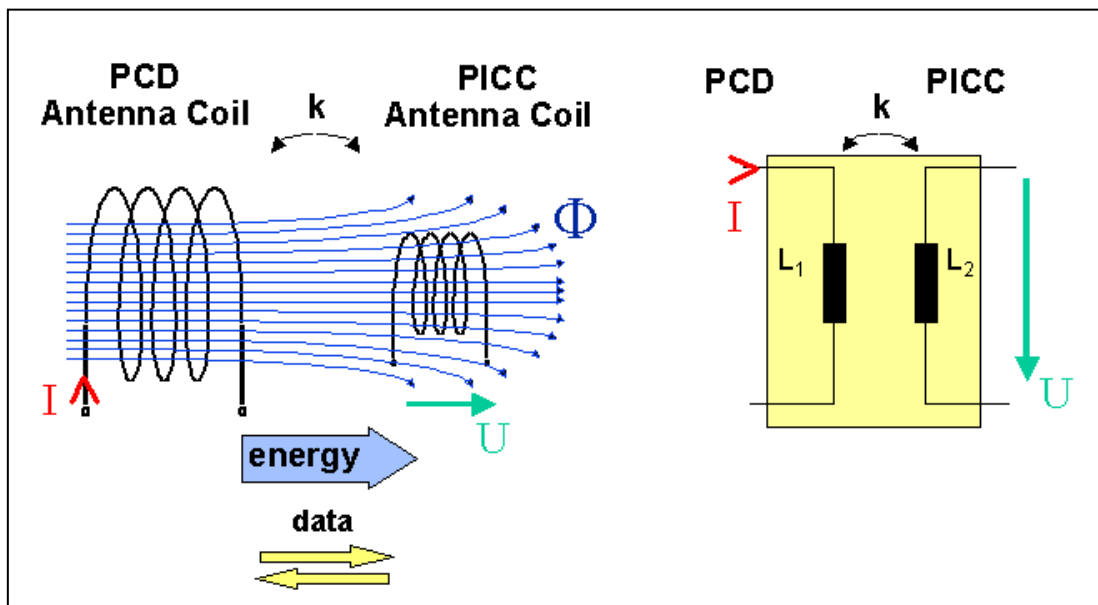 PCD
Antenna Coil
k
PICC
Antenna Coil
Φ
I
U
energy
data
PCD
PICC
k
I
L1
L2
U